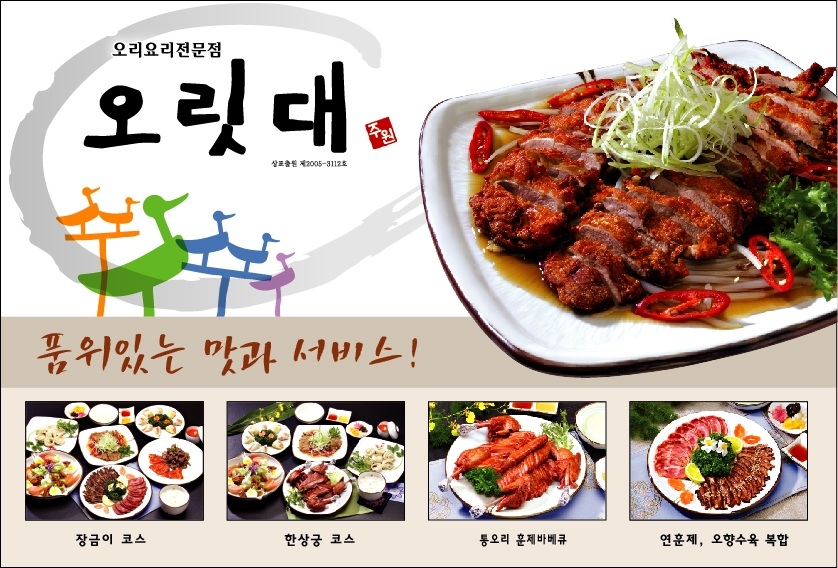 오리요리전문점
오릿대
주원
상표출원 제2005-3112호
품위있는 맛과 서비스!
장금이 코스
한상궁 코스
통오리 훈제바베큐
연훈제, 오향수육 복합